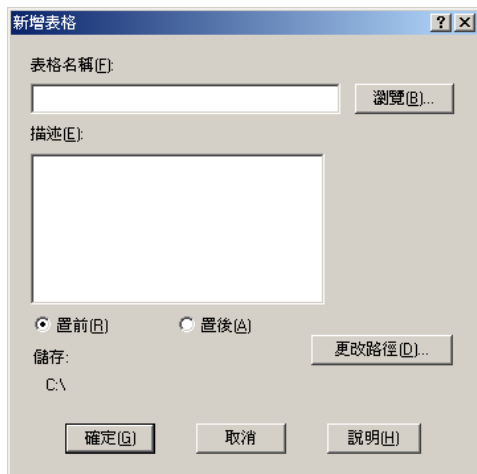 新增表格
表格名稱(F):
瀏覽(B)...
描述(E):
置前(R) 置後(A)
儲存:
更改路徑(D)...
C:\
確定(G) 取消 說明(H)